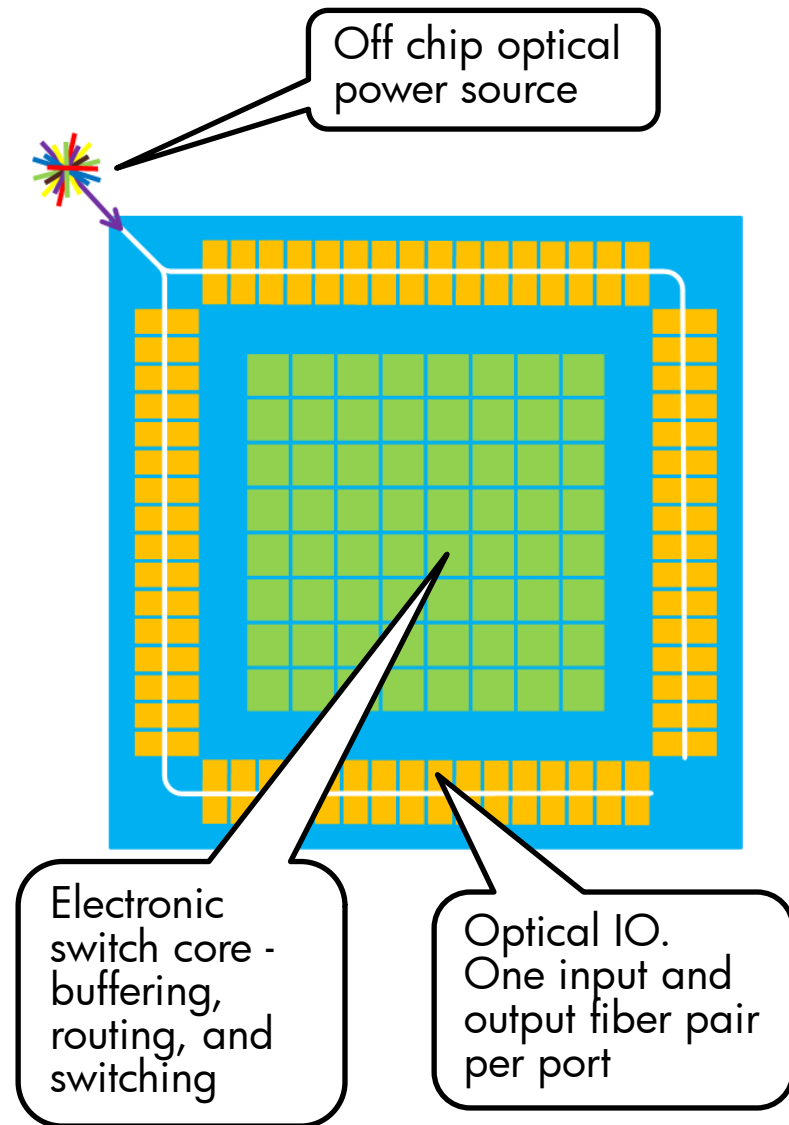 Off chip optical
power source
Electronic
switch core -
buffering,
routing, and
switching
Optical IO.
One input and
output fiber pair
per port